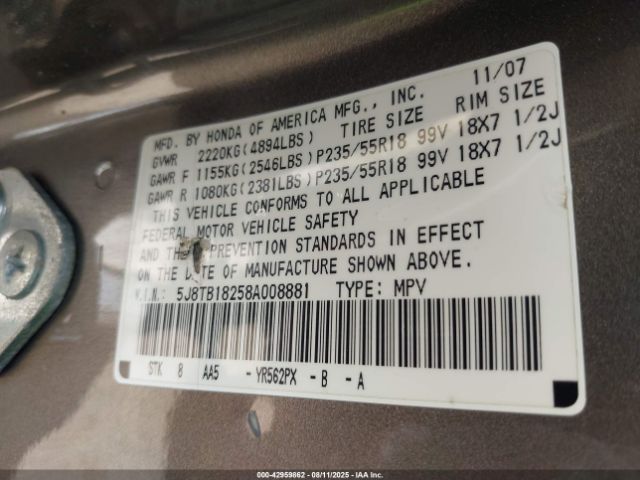 MFD. BY HONDA OF AMERICA MFG., INC. 11/07
GVWR 2220KG(4894LBS) TIRE SIZE RIM SIZE
GAWR F 1155KG(2546LBS)P235/55R18 99V 18X7 1/2J
GAWR R 1080KG(2381LBS)P235/55R18 99V 18X7 1/2J
THIS VEHICLE CONFORMS TO ALL APPLICABLE
FEDERAL MOTOR VEHICLE SAFETY
AND PREVENTION STANDARDS IN EFFECT
ON THE DATE OF MANUFACTURE SHOWN ABOVE.
V.I.N.: 5J8TB18258A008881 TYPE: MPV
STK 8 AA5 -YR562PX -B -A
000-42959862 - 08/11/2025 - IAA Inc.